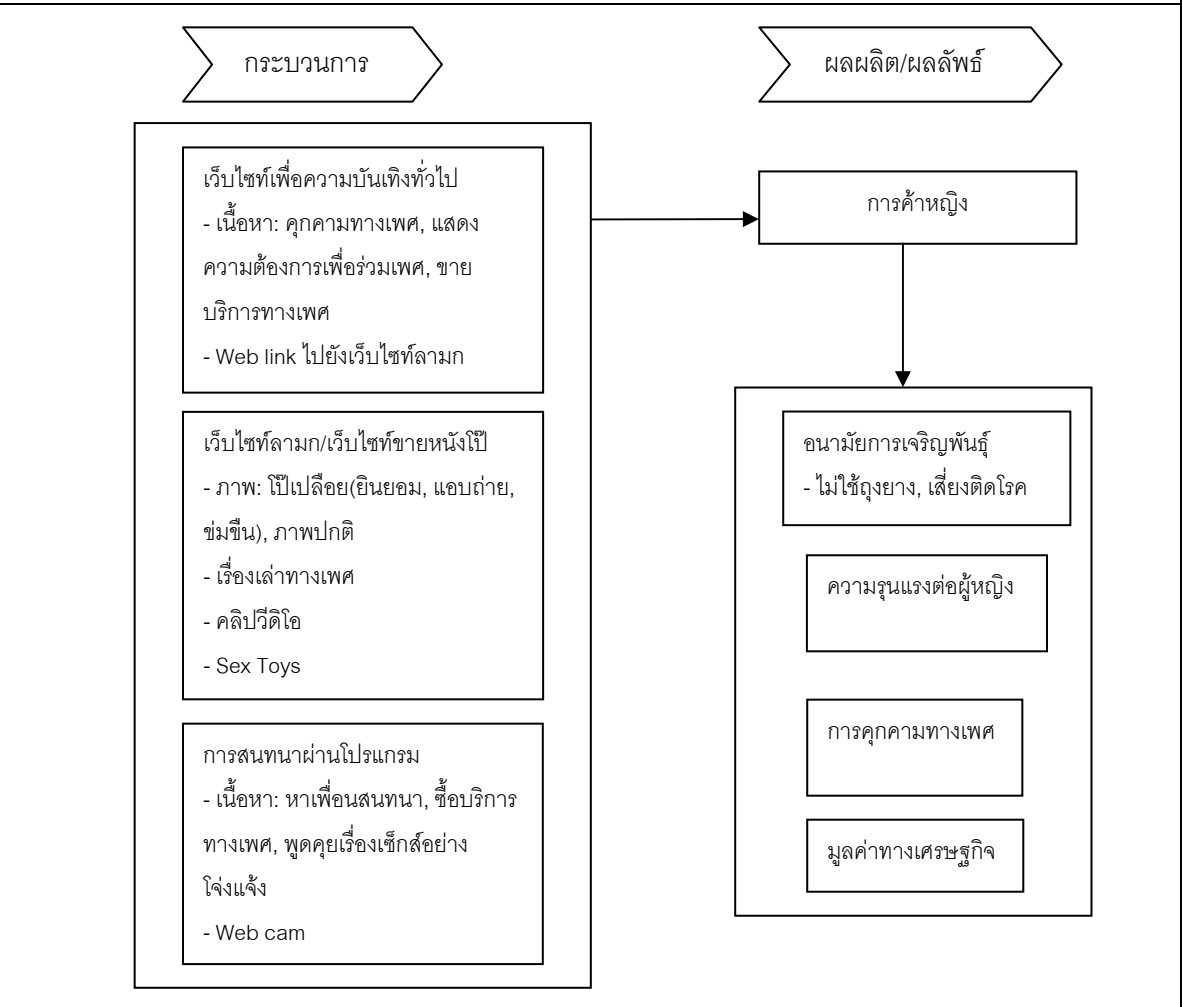 กระบวนการ
ผลผลิต/ผลลัพธ์
เว็บไซท์เพื่อความบันเทิงทั่วไป
- เนื้อหา: คุกคามทางเพศ, แสดง
ความต้องการเพื่อร่วมเพศ, ขาย
บริการทางเพศ
- Web link ไปยังเว็บไซท์ลามก
เว็บไซท์ลามก/เว็บไซท์ขายหนังโป๊
- ภาพ: โป๊เปลือย(ยินยอม, แอบถ่าย,
ข่มขืน), ภาพปกติ
- เรื่องเล่าทางเพศ
- คลิปวีดิโอ
- Sex Toys
การสนทนาผ่านโปรแกรม
- เนื้อหา: หาเพื่อนสนทนา, ซื้อบริการ
ทางเพศ, พูดคุยเรื่องเซ็กส์อย่าง
โจ่งแจ้ง
- Web cam
การค้าหญิง
อนามัยการเจริญพันธุ์
- ไม่ใช้ถุงยาง, เสี่ยงติดโรค
ความรุนแรงต่อผู้หญิง
การคุกคามทางเพศ
มูลค่าทางเศรษฐกิจ